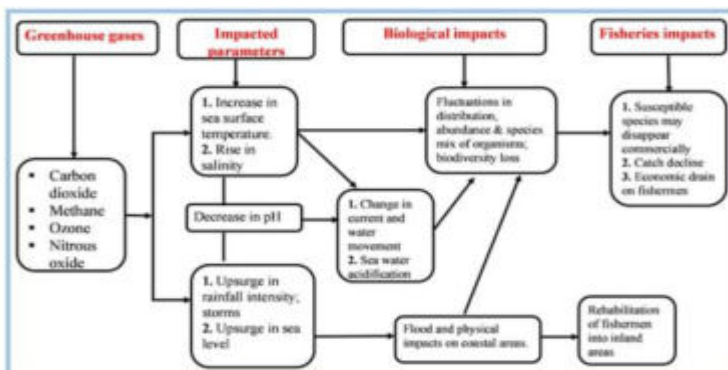 Greenhouse gases
Impacted
parameters
Biological impacts
Fisheries impacts
▪ Carbon
dioxide
▪ Methane
▪ Ozone
▪ Nitrous
oxide
1. Increase in
sea surface
temperature.
2. Rise in
salinity
Decrease in pH
1. Upsurge in
rainfall intensity;
storms
2. Upsurge in sea
level
1. Change in
current and
water
movement
2. Sea water
acidification
Fluctuations in
distribution,
abundance & species
mix of organisms;
biodiversity loss
Flood and physical
impacts on coastal areas.
1. Susceptible
species may
disappear
commercially
2. Catch decline
3. Economic drain
on fishermen
Rehabilitation
of fishermen
into inland
areas